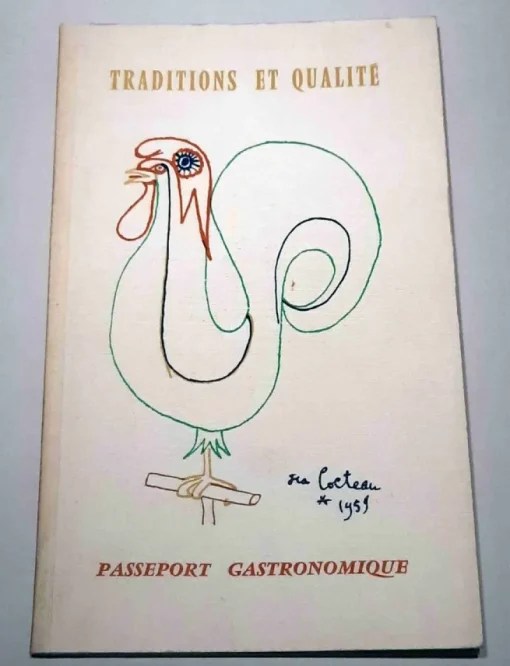 TRADITIONS ET QUALITÉ
Jean Cocteau
* 1959
PASSEPORT GASTRONOMIQUE